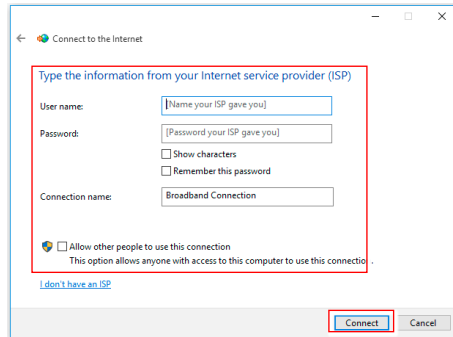 Connect to the Internet
Type the information from your Internet service provider (ISP)
User name: [Name your ISP gave you]
Password: [Password your ISP gave you]
Show characters
Remember this password
Connection name: Broadband Connection
Allow other people to use this connection
This option allows anyone with access to this computer to use this connectio .
I don't have an ISP
Connect Cancel